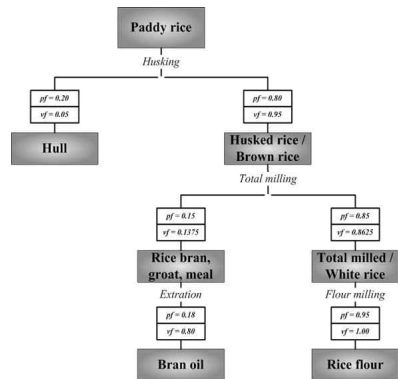 Paddy rice
Husking
pf = 0.20
vf = 0.05
pf = 0.80
vf = 0.95
Hull
Husked rice /
Brown rice
Total milling
pf = 0.15
vf = 0.1375
pf = 0.85
vf = 0.8625
Rice bran,
groat, meal
Total milled /
White rice
Extration
Flour milling
pf = 0.18
vf = 0.80
pf = 0.95
vf = 1.00
Bran oil
Rice flour